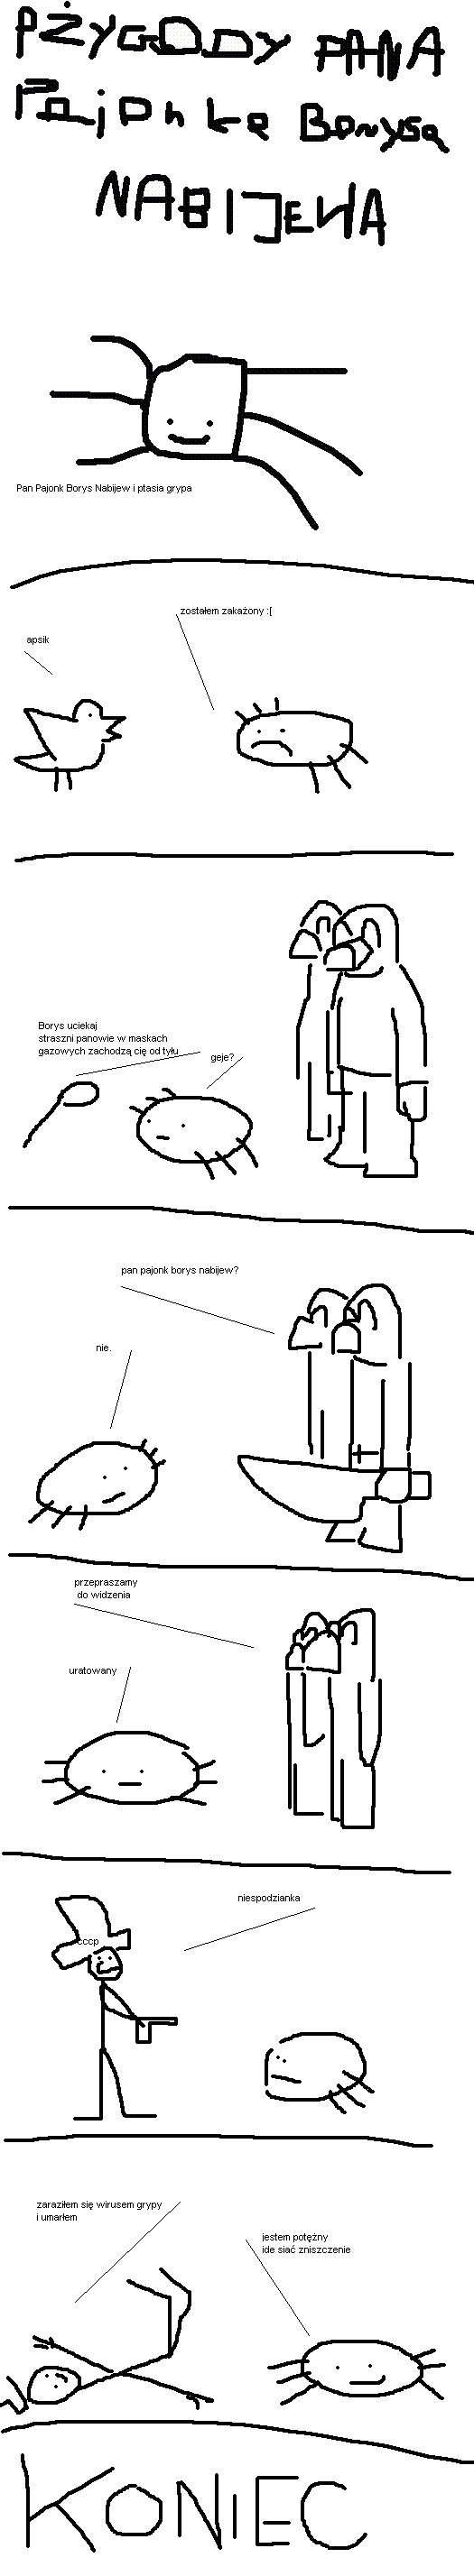 PŻYGODY PANA
Pajonka Borysa
NABIJEWA
Pan Pajonk Borys Nabijew i ptasia grypa
zostałem zakażony :[
apsik
Borys uciekaj
straszni panowie w maskach
gazowych zachodzą cię od tyłu
geje?
pan pajonk borys nabijew?
nie.
przepraszamy
do widzenia
uratowany
niespodzianka
cccp
zaraziłem się wirusem grypy
i umarłem
jestem potężny
ide siać zniszczenie
KONiEC